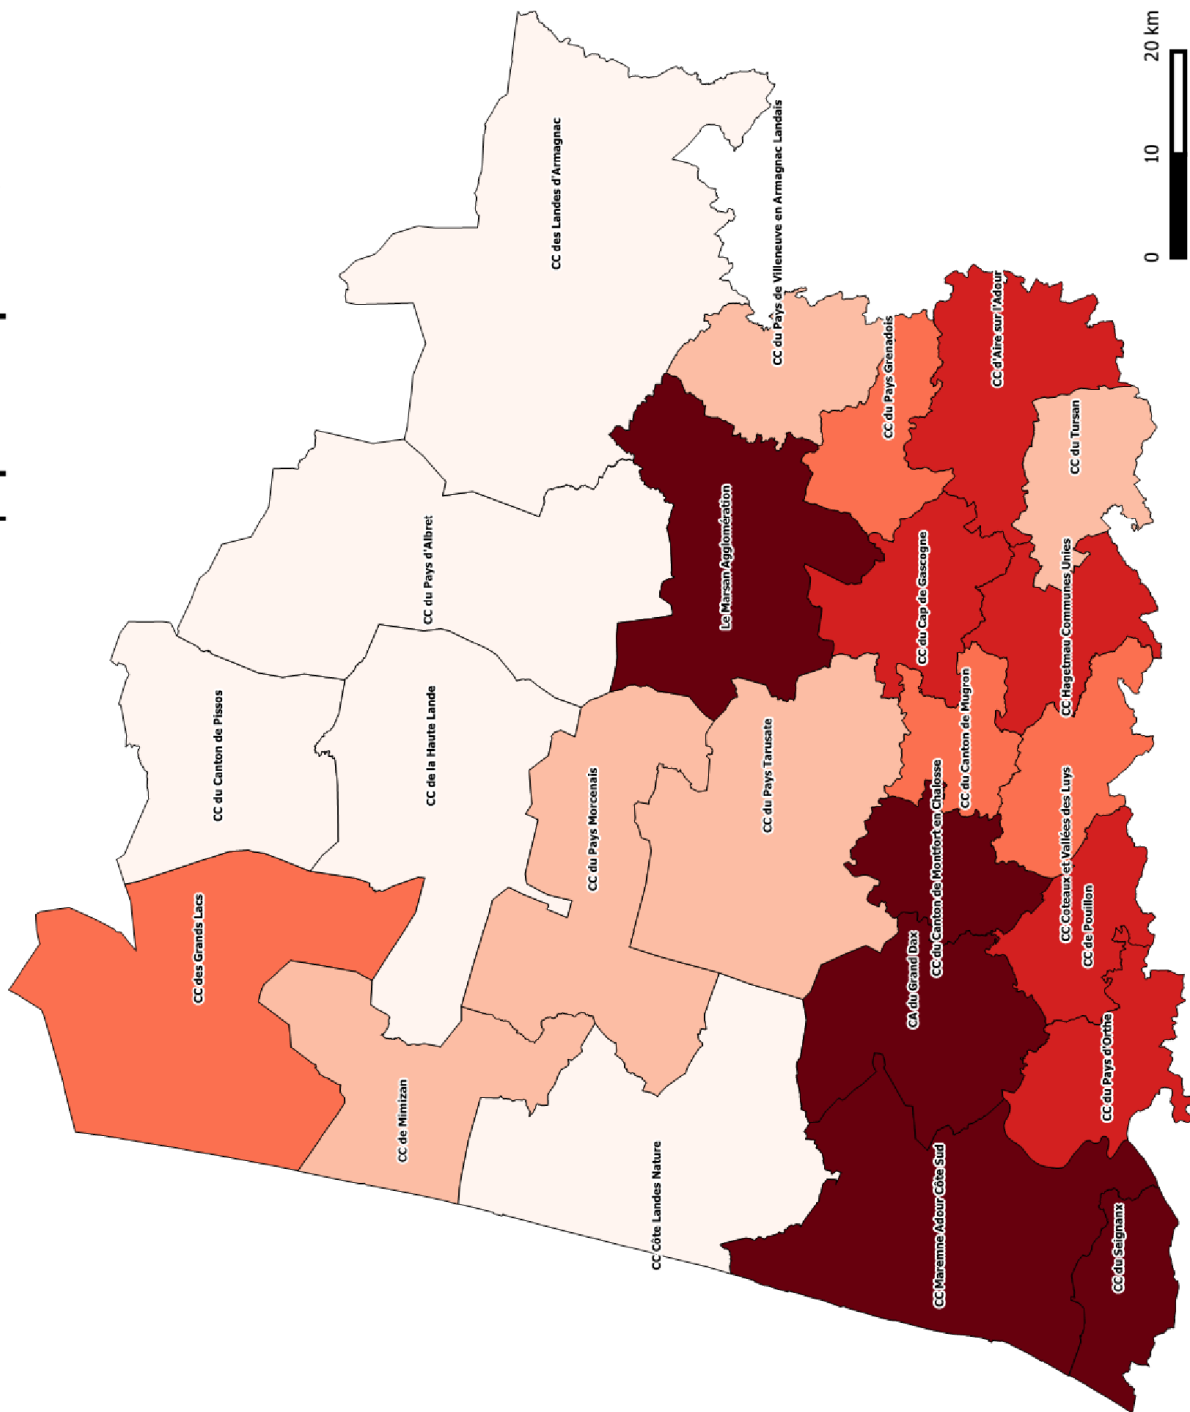 CC des Landes d'Armagnac
CC du Pays de Villeneuve en Armagnac Landais
CC d'Aire sur l'Adour
CC du Pays Grenadois
CC du Tursan
CC du Pays d'Albret
Le Marsan Agglomération
CC du Cap de Gascogne
CC Hagetmau Communes Unies
CC du Canton de Pissos
CC de la Haute Lande
CC du Pays Morcenais
CC du Pays Tarusate
CC du Canton de Mugron
CC du Canton de Montfort en Chalosse
CC Coteaux et Vallées des Luys
CC de Pouillon
CC des Grands Lacs
CA du Grand Dax
CC du Pays d'Orthe
CC de Mimizan
CC Côte Landes Nature
CC Maremne Adour Côte Sud
CC du Seignanx
0 10 20 km